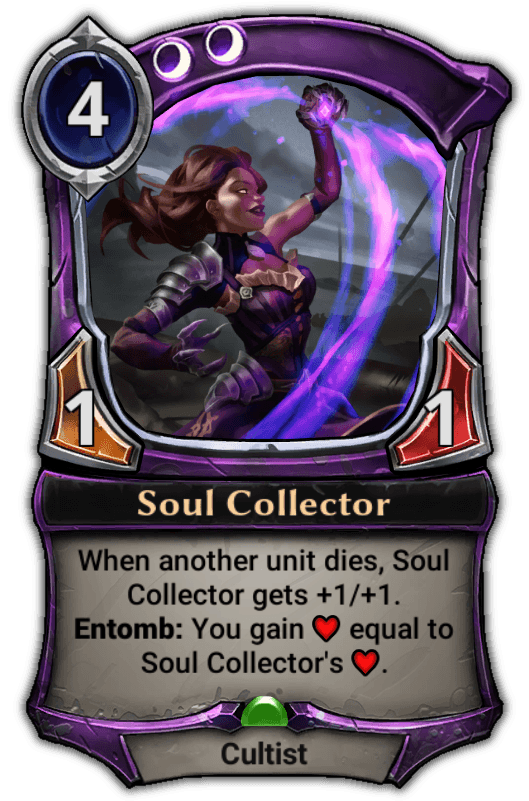 4
1
1
Soul Collector
When another unit dies, Soul
Collector gets +1/+1.
Entomb: You gain ❤ equal to
Soul Collector's ❤.
Cultist